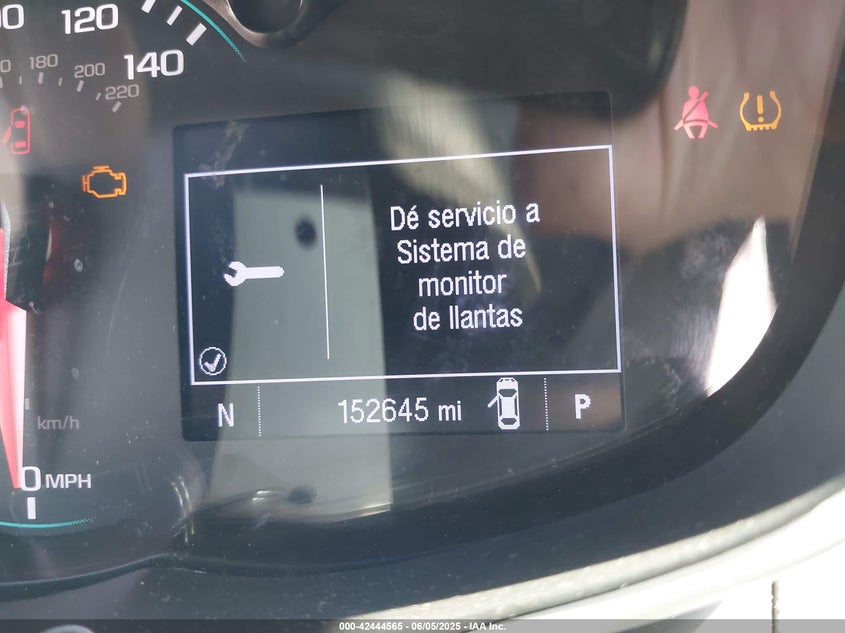 120
140
180
200
220
Dé servicio a
Sistema de
monitor
de llantas
N
152645 mi
P
km/h
0 MPH
000-42444565 - 06/05/2025 - IAA Inc.